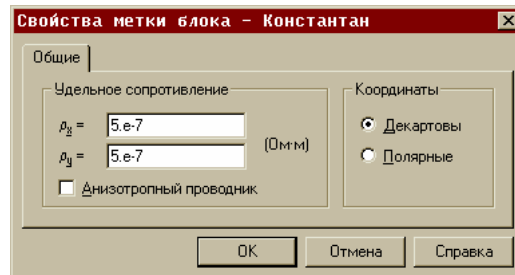 Свойства метки блока - Константан
Общие
Удельное сопротивление
ρx = 5.e-7
ρy = 5.e-7
(Ом·м)
Анизотропный проводник
Координаты
Декартовы
Полярные
OK Отмена Справка